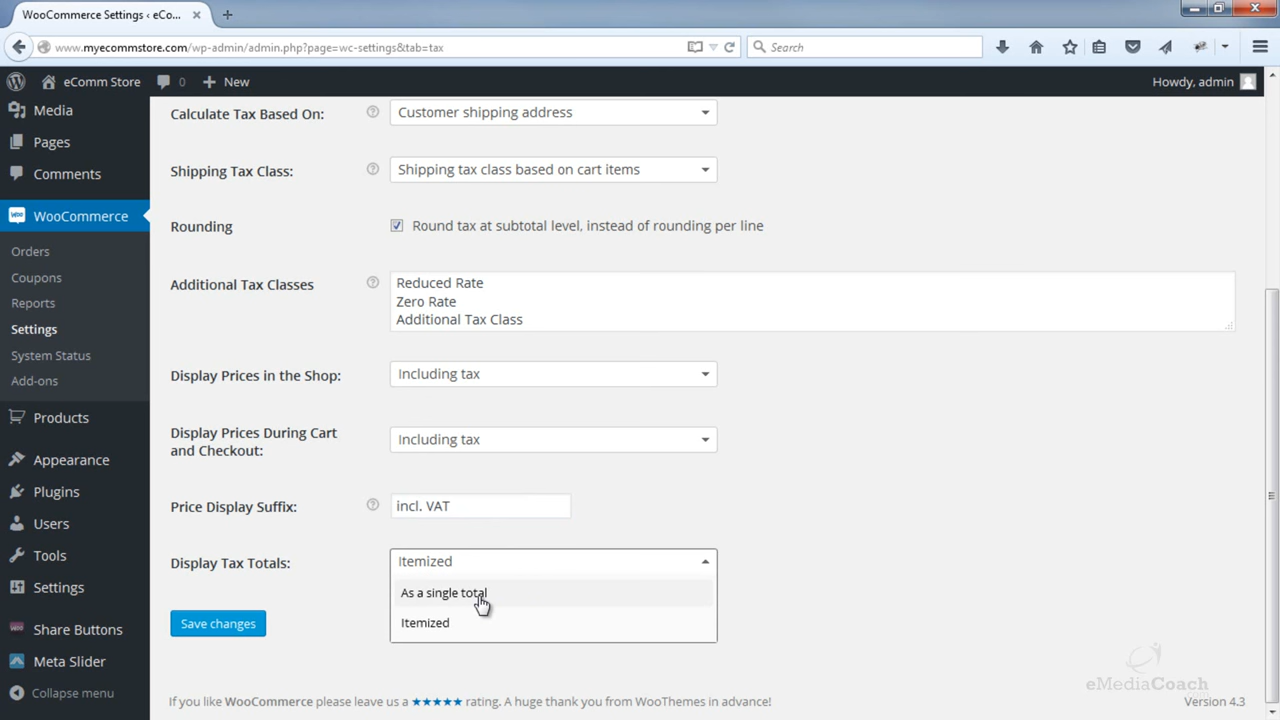 WooCommerce Settings ‹ eCo...
www.myecommstore.com/wp-admin/admin.php?page=wc-settings&tab=tax
Search
eComm Store
0
New
Howdy, admin
Media
Pages
Comments
WooCommerce
Orders
Coupons
Reports
Settings
System Status
Add-ons
Products
Appearance
Plugins
Users
Tools
Settings
Share Buttons
Meta Slider
Collapse menu
Calculate Tax Based On:
Customer shipping address
Shipping Tax Class:
Shipping tax class based on cart items
Rounding
Round tax at subtotal level, instead of rounding per line
Additional Tax Classes
Reduced Rate
Zero Rate
Additional Tax Class
Display Prices in the Shop:
Including tax
Display Prices During Cart
and Checkout:
Including tax
Price Display Suffix:
incl. VAT
Display Tax Totals:
Itemized
As a single total
Itemized
Save changes
eMediaCoach
If you like WooCommerce please leave us a ★★★★★ rating. A huge thank you from WooThemes in advance!
Version 4.3